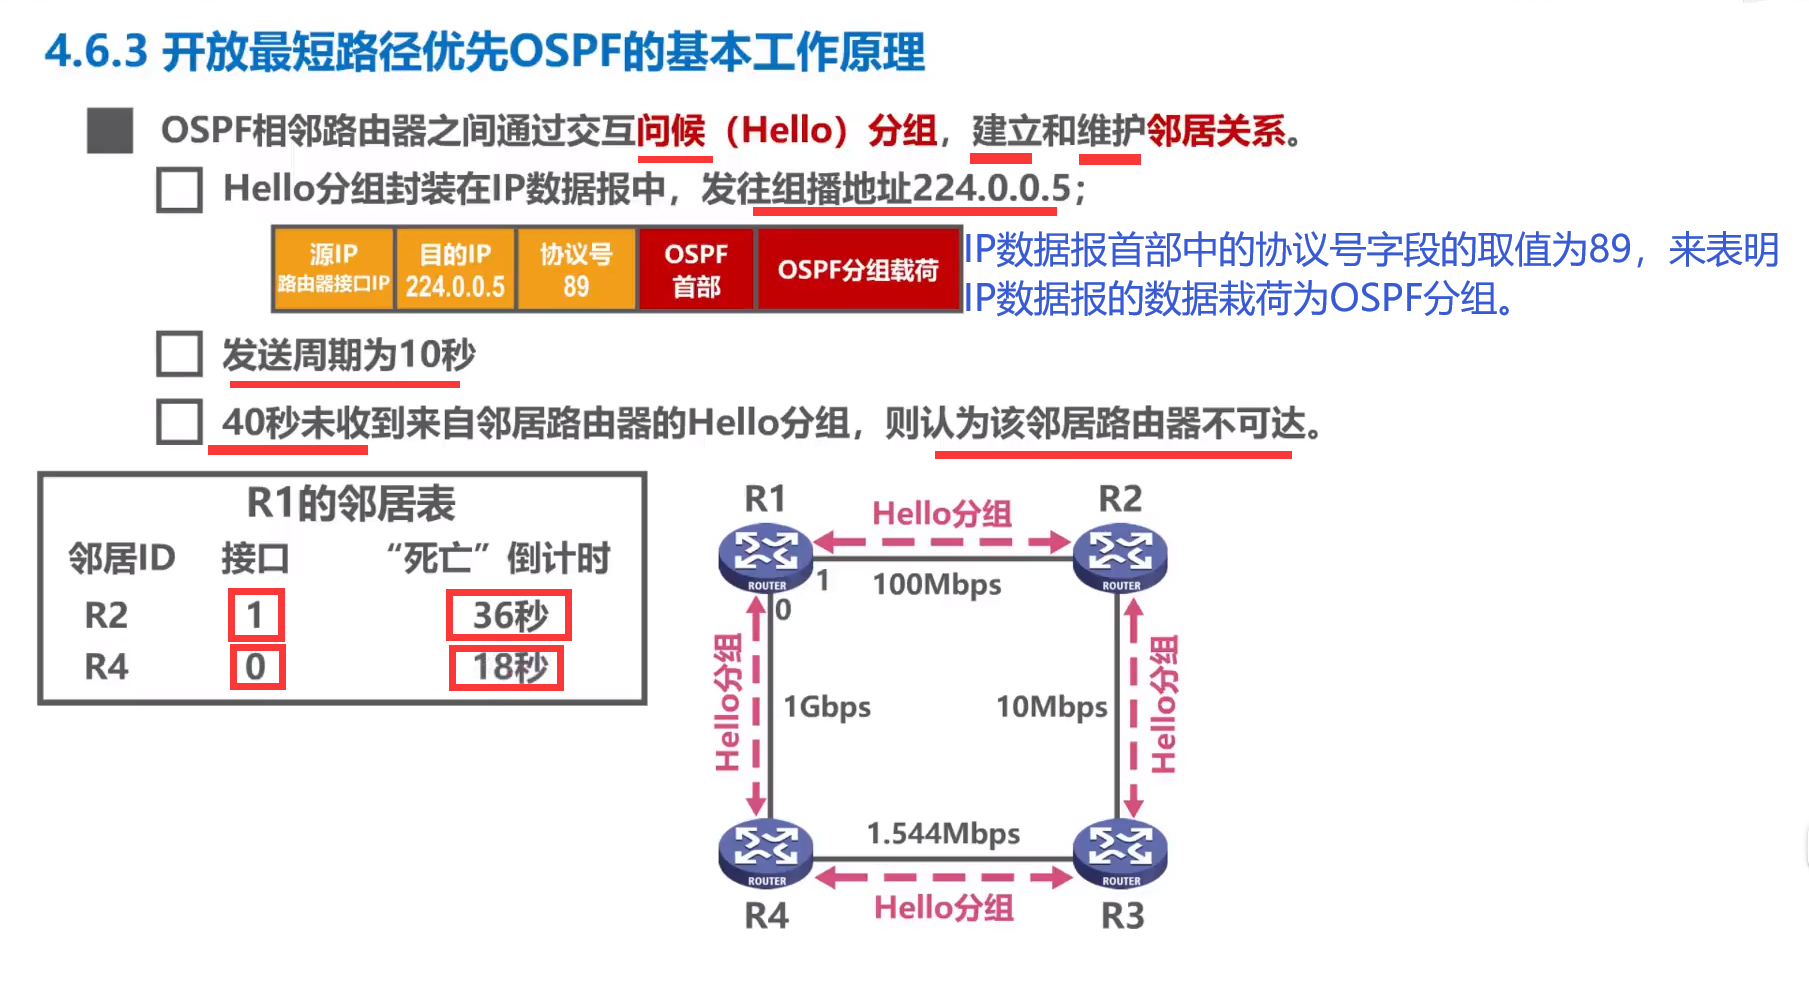 4.6.3 开放最短路径优先OSPF的基本工作原理
OSPF相邻路由器之间通过交互问候（Hello）分组，建立和维护邻居关系。
Hello分组封装在IP数据报中，发往组播地址224.0.0.5；
源IP 目的IP 协议号 OSPF OSPF分组载荷
路由器接口IP 224.0.0.5 89 首部
IP数据报首部中的协议号字段的取值为89，来表明
IP数据报的数据栽荷为OSPF分组。
发送周期为10秒
40秒未收到来自邻居路由器的Hello分组，则认为该邻居路由器不可达。
R1的邻居表
邻居ID 接口 “死亡”倒计时
R2 1 36秒
R4 0 18秒
R1 Hello分组 R2
ROUTER 1 100Mbps ROUTER
0
Hello分组 1Gbps 10Mbps Hello分组
1.544Mbps
ROUTER ROUTER
R4 Hello分组 R3